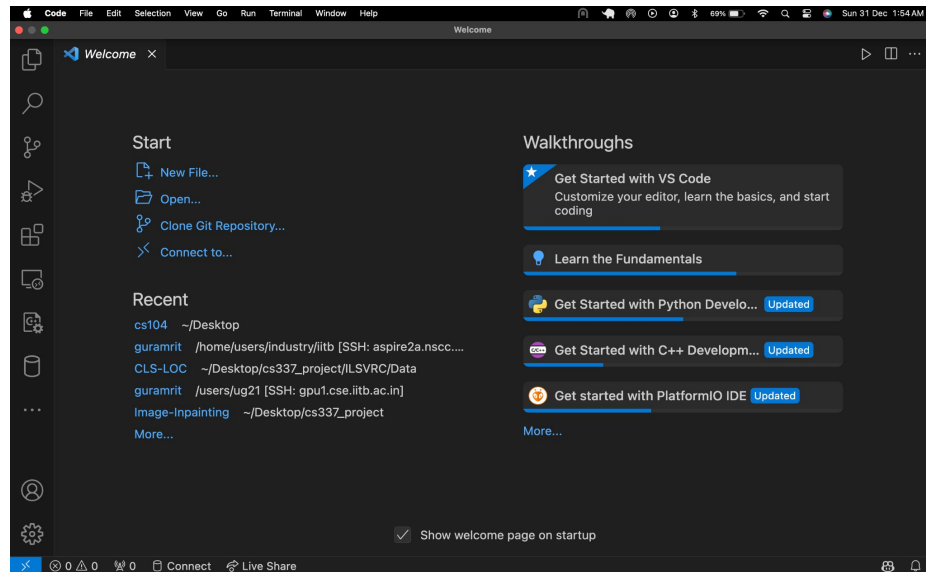 Code File Edit Selection View Go Run Terminal Window Help 69% Sun 31 Dec 1:54 AM
Welcome
Welcome
Start
New File...
Open...
Clone Git Repository...
Connect to...
Recent
cs104 ~/Desktop
guramrit /home/users/industry/iitb [SSH: aspire2a.nscc....
CLS-LOC ~/Desktop/cs337_project/ILSVRC/Data
guramrit /users/ug21 [SSH: gpu1.cse.iitb.ac.in]
Image-Inpainting ~/Desktop/cs337_project
More...
Walkthroughs
Get Started with VS Code
Customize your editor, learn the basics, and start
coding
Learn the Fundamentals
Get Started with Python Develo... Updated
C/C++ Get Started with C++ Developm... Updated
Get started with PlatformIO IDE Updated
More...
Show welcome page on startup
0 0 0 Connect Live Share